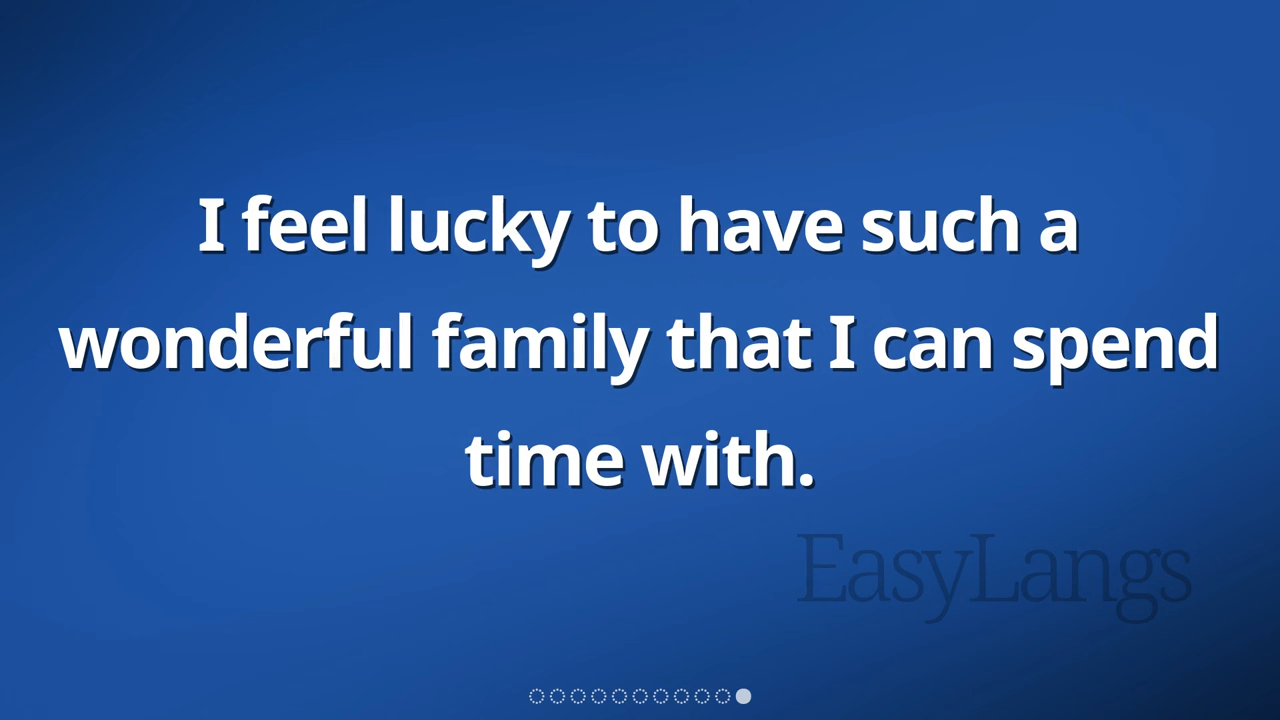 I feel lucky to have such a
wonderful family that I can spend
time with.
EasyLangs